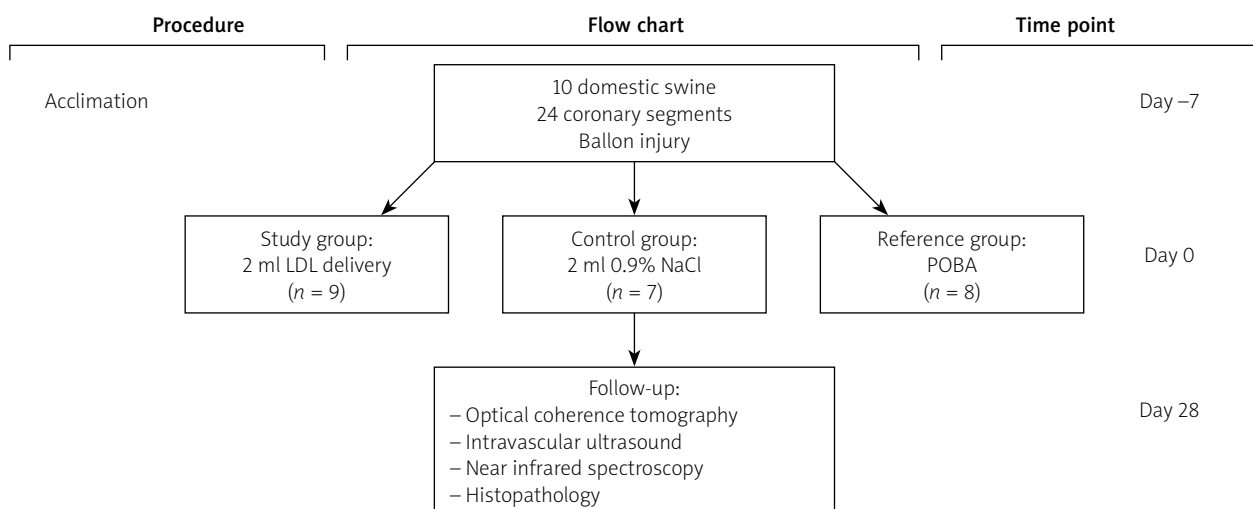 Procedure
Flow chart
Time point
Acclimation
10 domestic swine
24 coronary segments
Ballon injury
Day –7
Study group:
2 ml LDL delivery
(n = 9)
Control group:
2 ml 0.9% NaCl
(n = 7)
Reference group:
POBA
(n = 8)
Day 0
Follow-up:
– Optical coherence tomography
– Intravascular ultrasound
– Near infrared spectroscopy
– Histopathology
Day 28